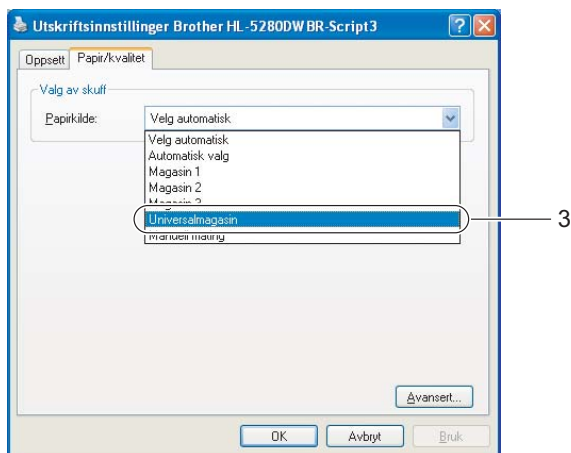 Utskriftsinnstillinger Brother HL-5280DW BR-Script3
Oppsett Papir/kvalitet
Valg av skuff
Papirkilde: Velg automatisk
Velg automatisk
Automatisk valg
Magasin 1
Magasin 2
Universalmagasin 3
Avansert...
OK Avbryt Bruk